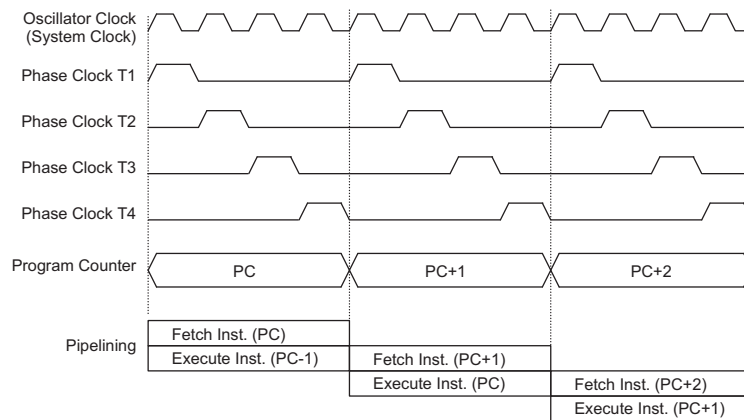 Oscillator Clock
(System Clock)
Phase Clock T1
Phase Clock T2
Phase Clock T3
Phase Clock T4
Program Counter
PC
PC+1
PC+2
Pipelining
Fetch Inst. (PC)
Execute Inst. (PC-1)
Fetch Inst. (PC+1)
Execute Inst. (PC)
Fetch Inst. (PC+2)
Execute Inst. (PC+1)